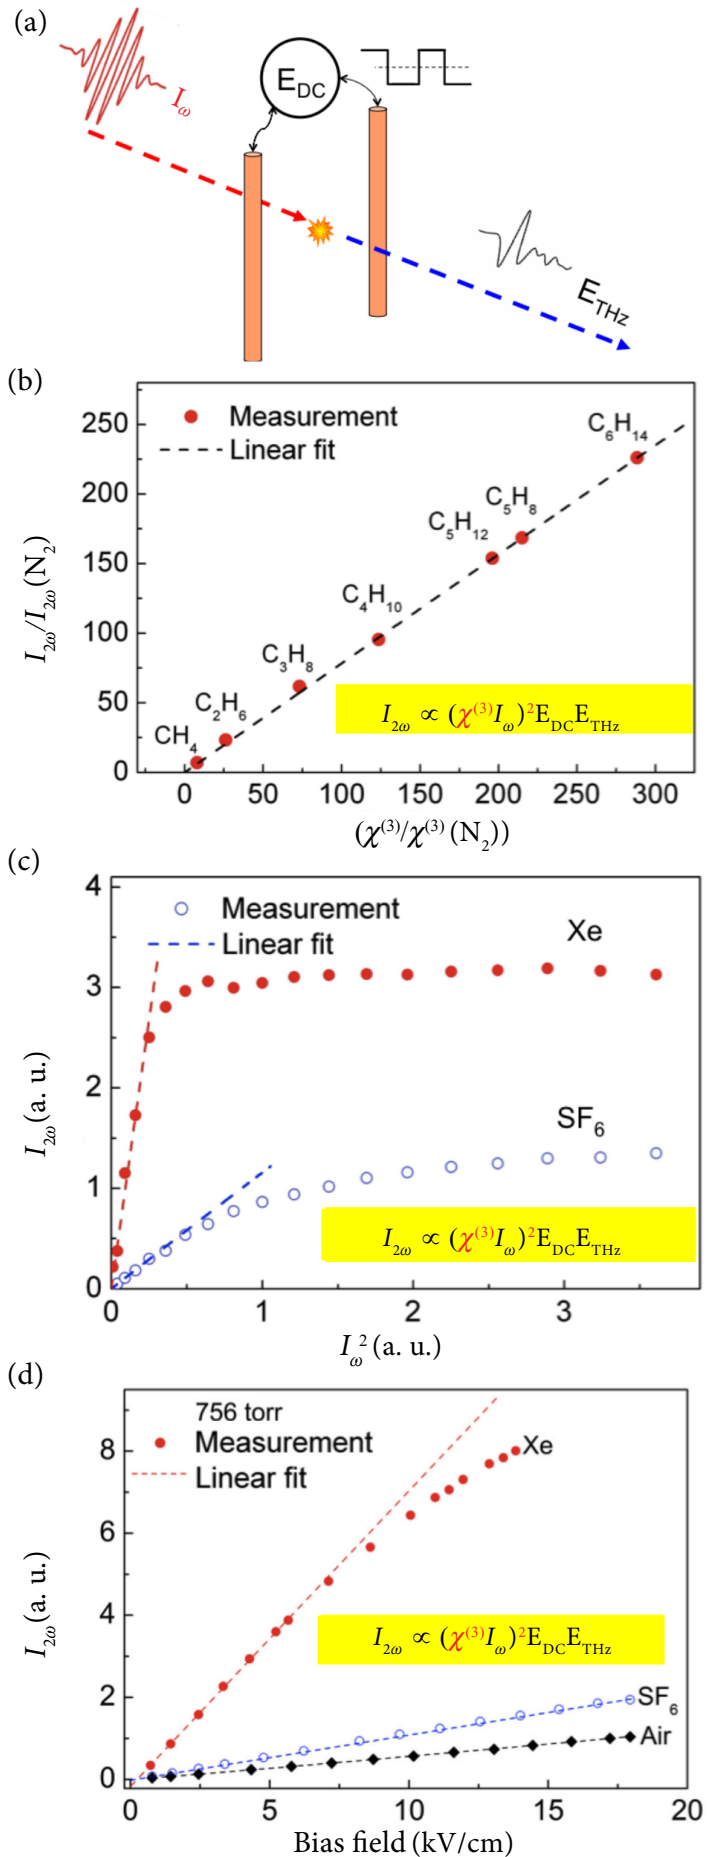 (a)
I_ω
E_DC
E_THz
(b)
Measurement
Linear fit
CH_4
C_2H_6
C_3H_8
C_4H_10
C_5H_12
C_5H_8
C_6H_14
I_2ω ∝ (χ^(3)I_ω)^2E_DCE_THz
I_2ω/I_2ω (N_2)
250
200
150
100
50
0
0 50 100 150 200 250 300
(χ^(3)/χ^(3) (N_2))
(c)
Measurement
Linear fit
Xe
SF_6
I_2ω ∝ (χ^(3)I_ω)^2E_DCE_THz
I_2ω (a. u.)
4
3
2
1
0
0 1 2 3
I_ω^2 (a. u.)
(d)
756 torr
Measurement
Linear fit
Xe
I_2ω ∝ (χ^(3)I_ω)^2E_DCE_THz
SF_6
Air
I_2ω (a. u.)
8
6
4
2
0
0 5 10 15 20
Bias field (kV/cm)